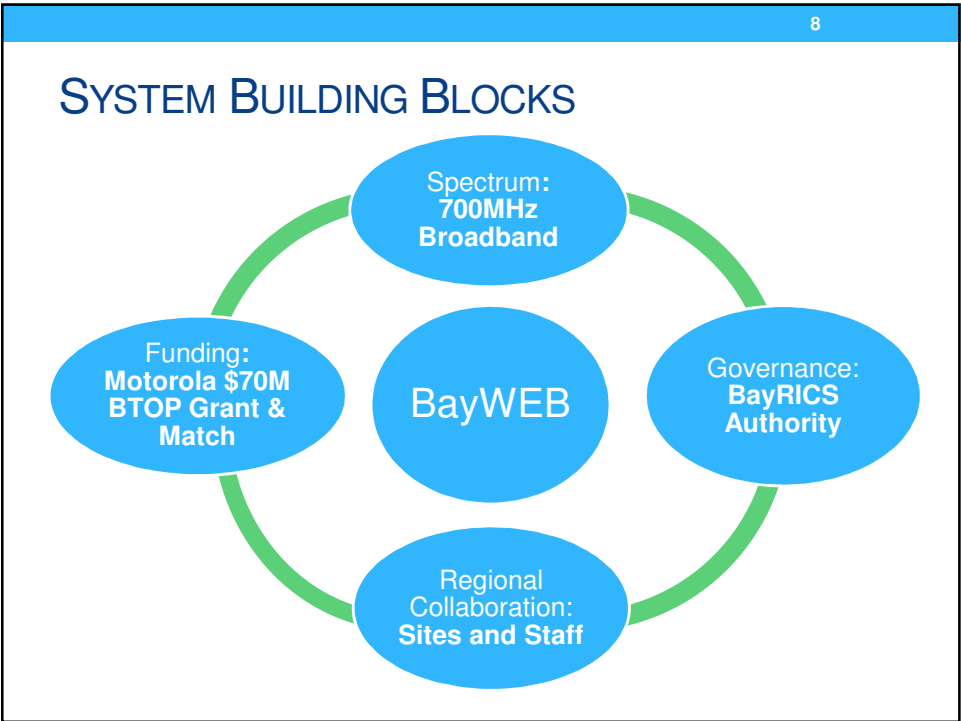 8
SYSTEM BUILDING BLOCKS
Spectrum:
700MHz
Broadband
Funding:
Motorola $70M
BTOP Grant &
Match
BayWEB
Governance:
BayRICS
Authority
Regional
Collaboration:
Sites and Staff